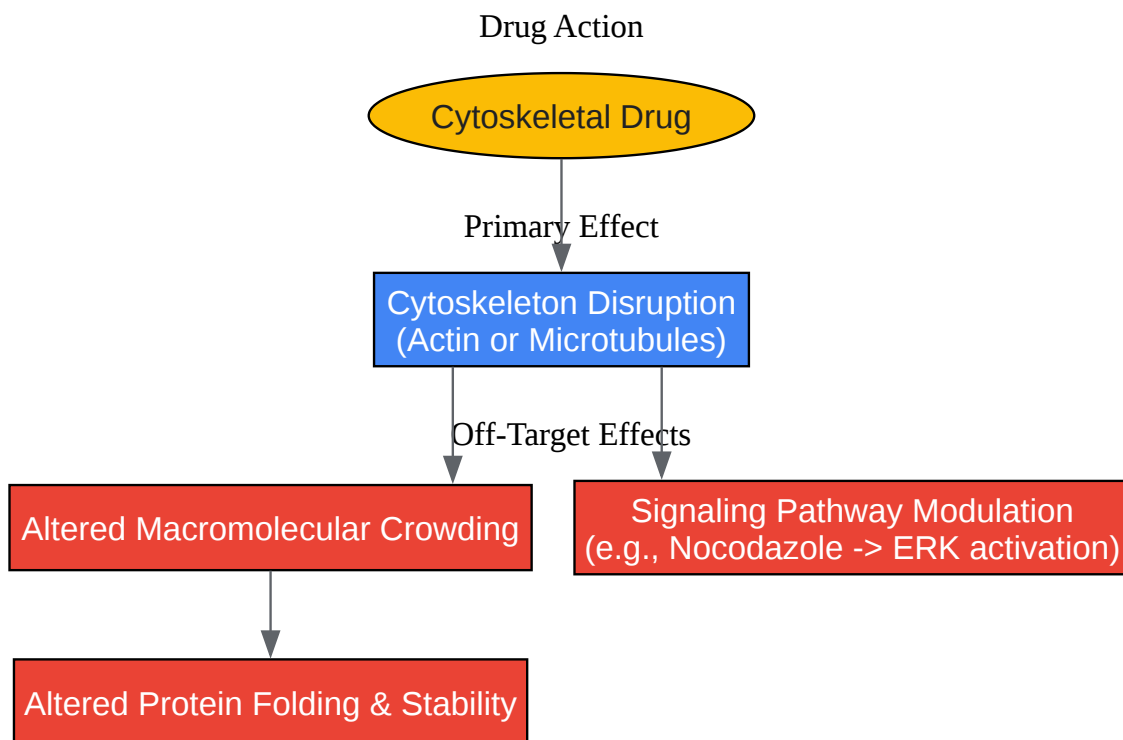 Drug Action
Cytoskeletal Drug
Primary Effect
Cytoskeleton Disruption
(Actin or Microtubules)
Off-Target Effects
Altered Macromolecular Crowding
Signaling Pathway Modulation
(e.g., Nocodazole -> ERK activation)
Altered Protein Folding & Stability